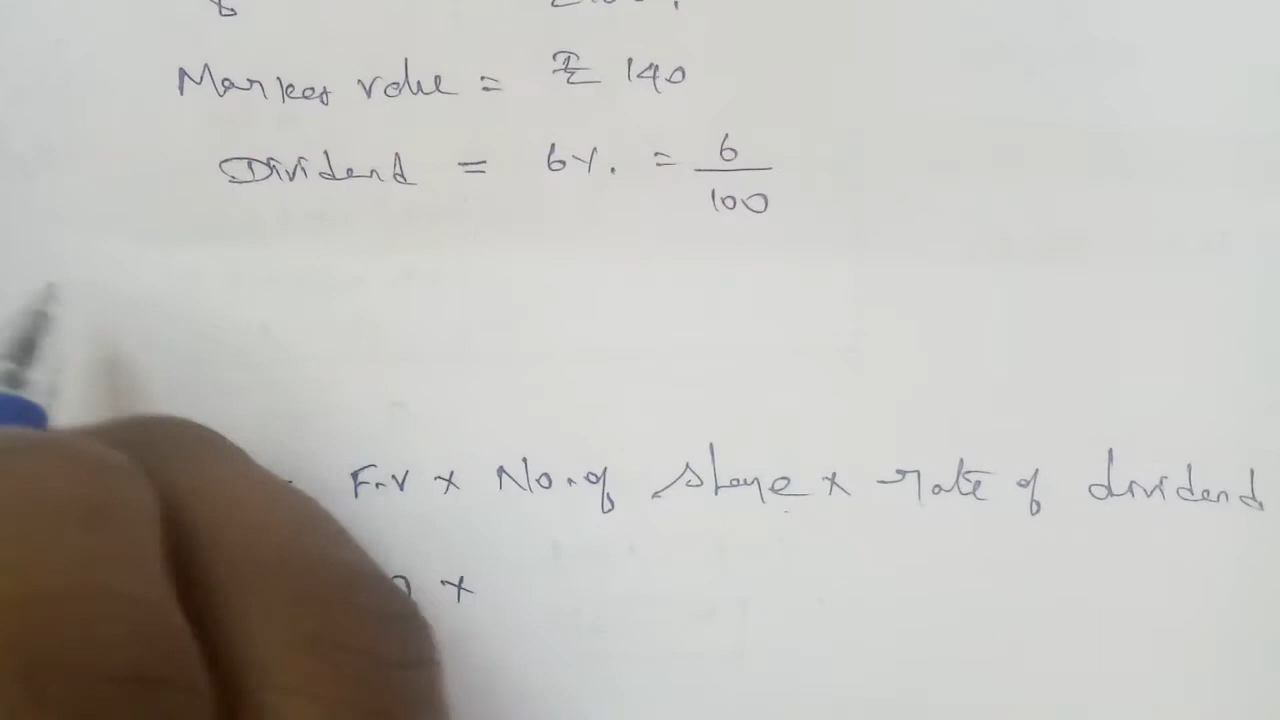 Market value = ₹ 140
Dividend = 6%. = 6/100
F.V x No. of share x rate of dividend
x